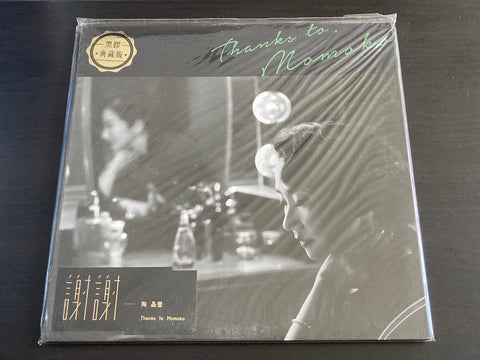 黑膠
典藏版
Thanks to.
Momoko
謝謝......陶晶瑩
Thanks to Momoko